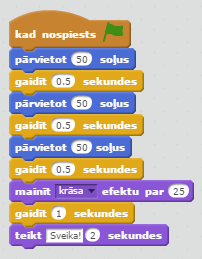 kad nospiests
pārvietot 50 soļus
gaidīt 0.5 sekundes
pārvietot 50 soļus
gaidīt 0.5 sekundes
pārvietot 50 soļus
gaidīt 0.5 sekundes
mainīt krāsa efektu par 25
gaidīt 1 sekundes
teikt Sveika! 2 sekundes